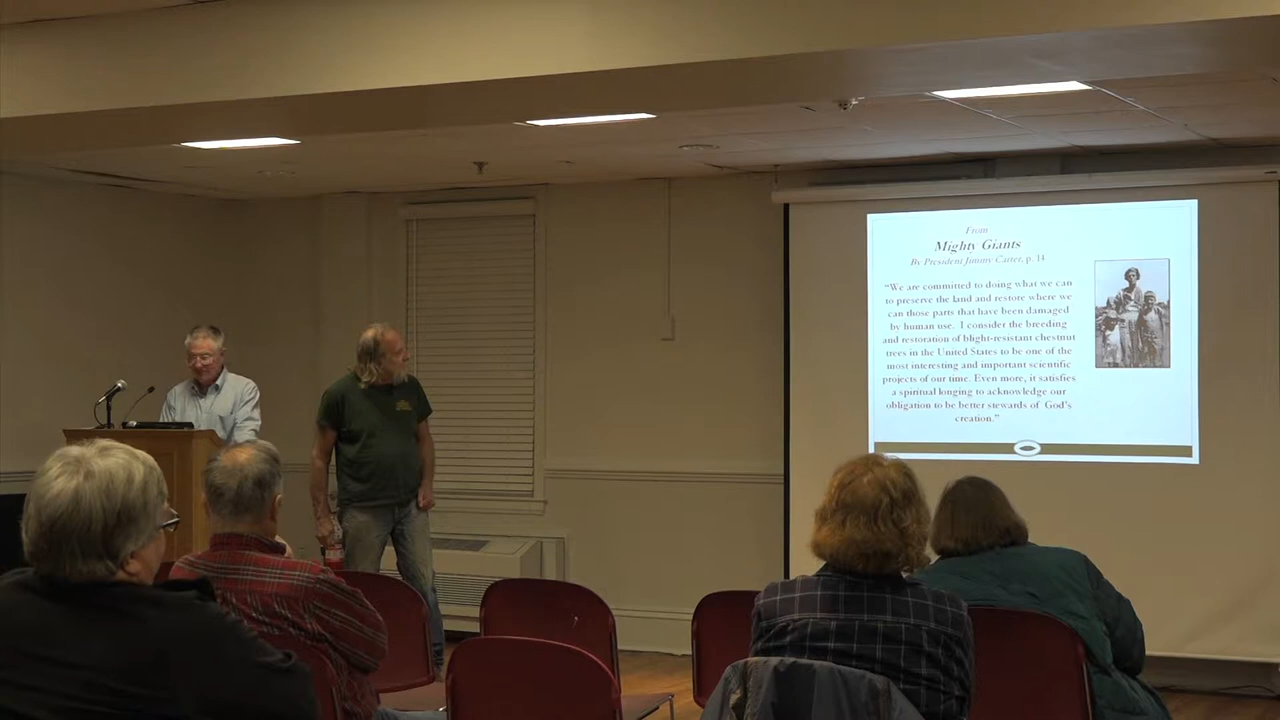 From
Mighty Giants
By President Jimmy Carter, p. 14
“We are committed to doing what we can
to preserve the land and restore where we
can those parts that have been damaged
by human use. I consider the breeding
and restoration of blight-resistant chestnut
trees in the United States to be one of the
most interesting and important scientific
projects of our time. Even more, it satisfies
a spiritual longing to acknowledge our
obligation to be better stewards of God's
creation.”